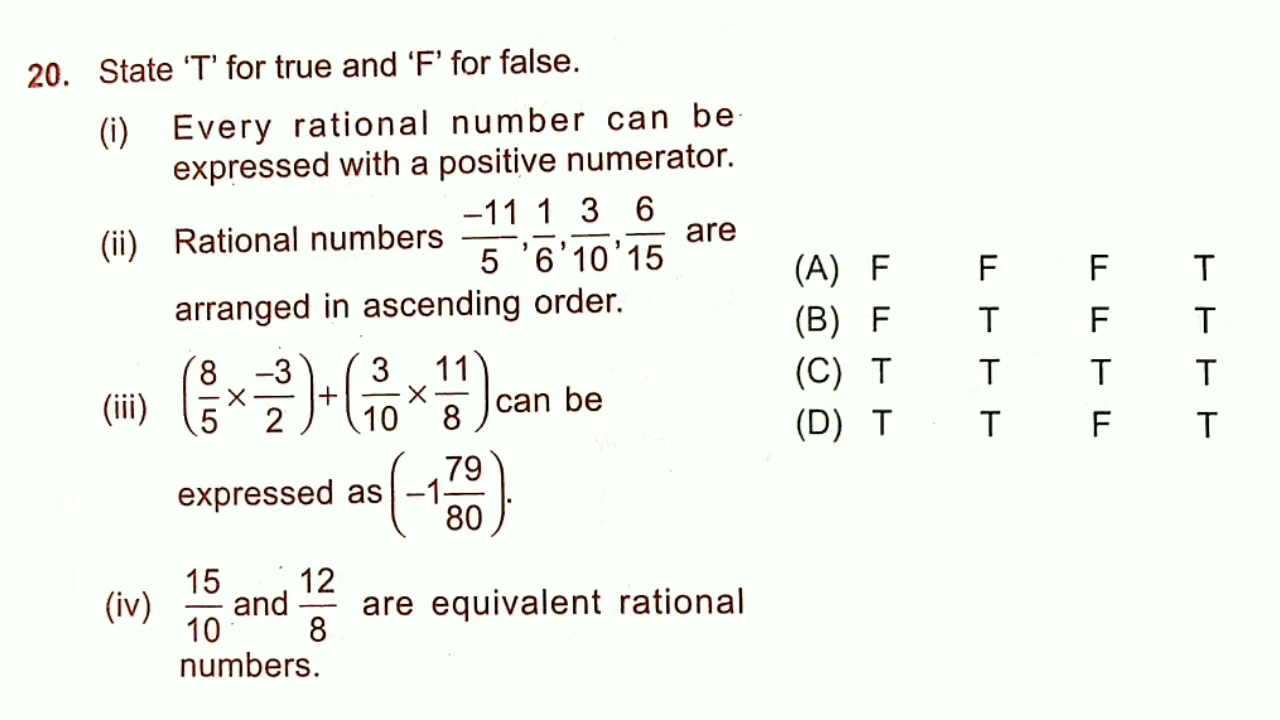 20. State ‘T’ for true and ‘F’ for false.
(i) Every rational number can be
expressed with a positive numerator.
(ii) Rational numbers –11/5, 1/6, 3/10, 6/15 are
arranged in ascending order.
(iii) (8/5 × –3/2) + (3/10 × 11/8) can be
expressed as (–1 79/80).
(iv) 15/10 and 12/8 are equivalent rational
numbers.
(A) F F F T
(B) F T F T
(C) T T T T
(D) T T F T